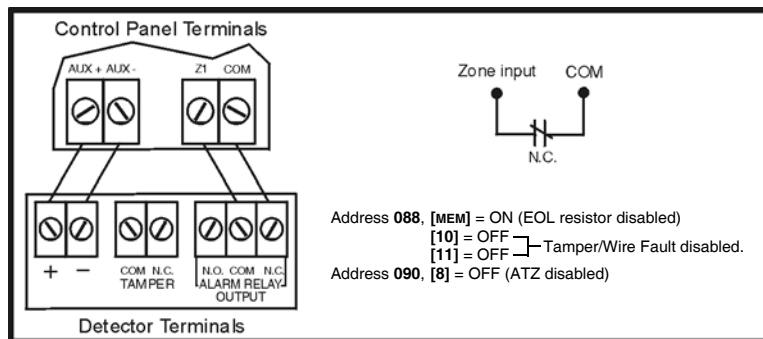 Control Panel Terminals
AUX + AUX - Z1 COM
Zone input COM
N.C.
+ −
COM N.C.
TAMPER
N.O. COM N.C.
ALARM RELAY
OUTPUT
Detector Terminals
Address 088, [MEM] = ON (EOL resistor disabled)
[10] = OFF
[11] = OFF
Tamper/Wire Fault disabled.
Address 090, [8] = OFF (ATZ disabled)